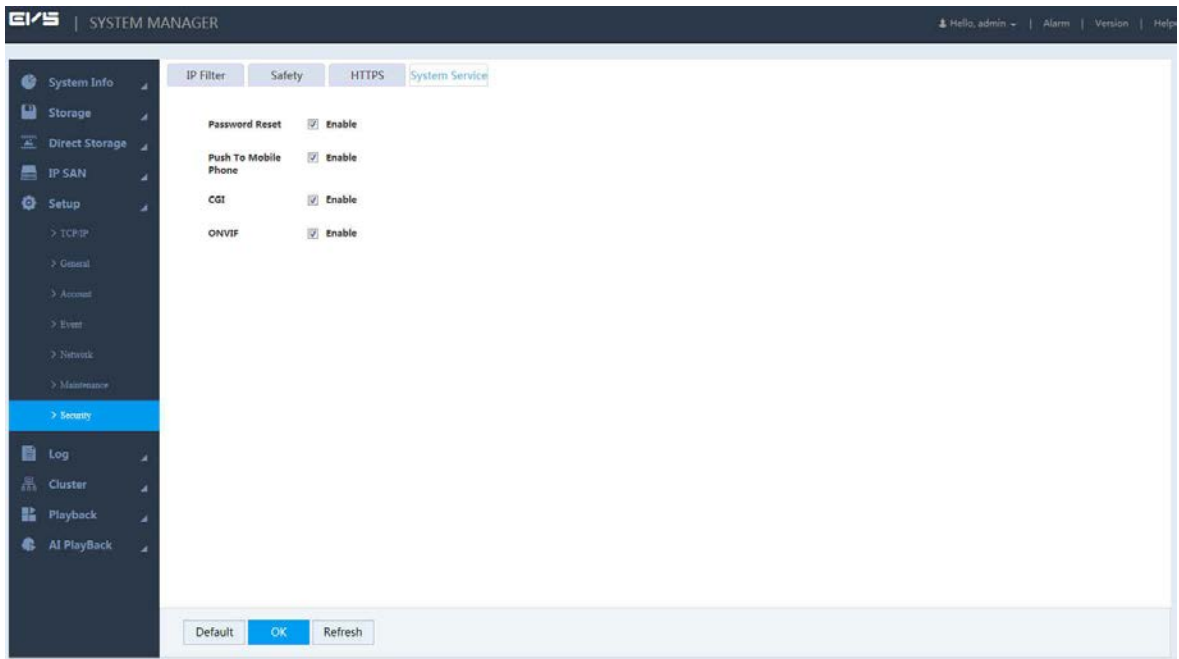 EVS | SYSTEM MANAGER
Hello, admin | Alarm | Version | Help
System Info
Storage
Direct Storage
IP SAN
Setup
> TCP/IP
> General
> Account
> Event
> Network
> Maintenance
> Security
Log
Cluster
Playback
AI PlayBack
IP Filter Safety HTTPS System Service
Password Reset Enable
Push To Mobile
Phone Enable
CGI Enable
ONVIF Enable
Default OK Refresh